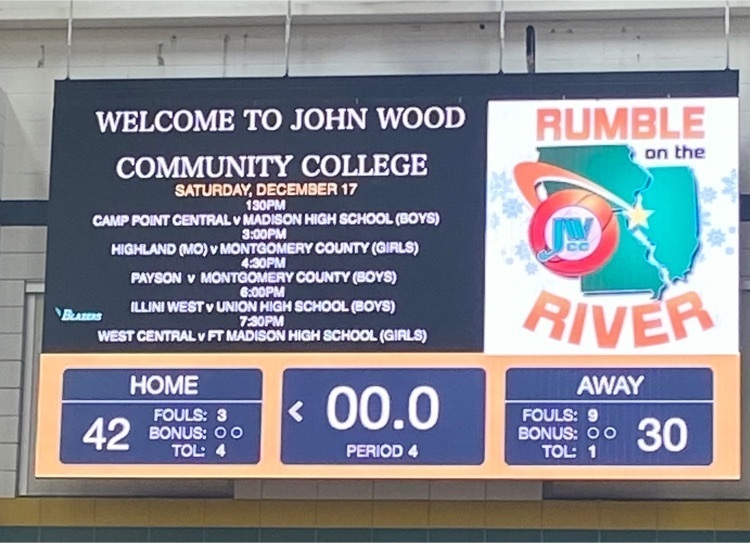 WELCOME TO JOHN WOOD
COMMUNITY COLLEGE
SATURDAY, DECEMBER 17
130PM
CAMP POINT CENTRAL v MADISON HIGH SCHOOL (BOYS)
3:00PM
HIGHLAND (MO) v MONTGOMERY COUNTY (GIRLS)
4:30PM
PAYSON v MONTGOMERY COUNTY (BOYS)
6:00PM
ILLINI WEST v UNION HIGH SCHOOL (BOYS)
7:30PM
WEST CENTRAL v FT MADISON HIGH SCHOOL (GIRLS)
BLAZERS
RUMBLE
on the
JW
CC
RIVER
HOME
42
FOULS: 3
BONUS: ○ ○
TOL: 4
< 00.0
PERIOD 4
AWAY
FOULS: 9
BONUS: ○ ○
TOL: 1
30